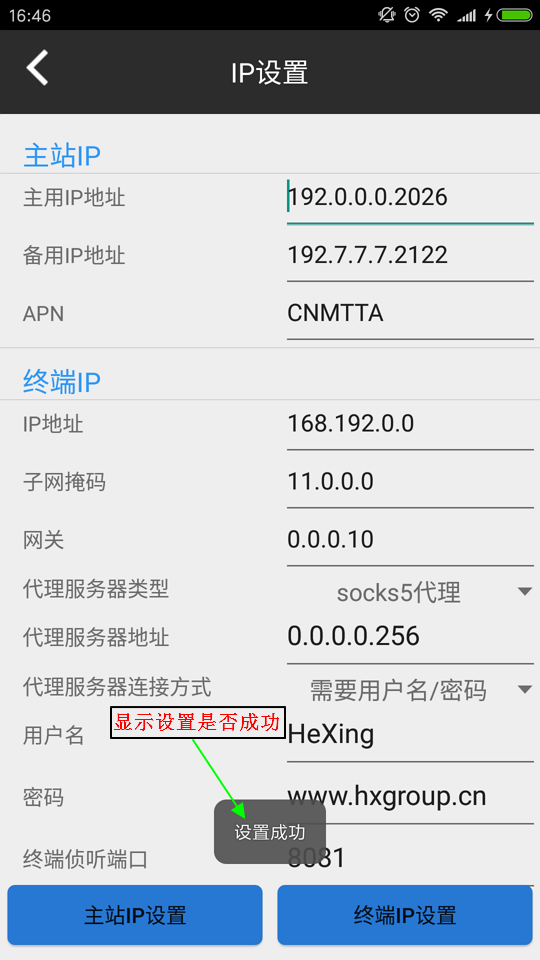 16:46
IP设置
主站IP
主用IP地址 192.0.0.0.2026
备用IP地址 192.7.7.7.2122
APN CNMTTA
终端IP
IP地址 168.192.0.0
子网掩码 11.0.0.0
网关 0.0.0.10
代理服务器类型 socks5代理
代理服务器地址 0.0.0.0.256
代理服务器连接方式 需要用户名/密码
用户名 HeXing
显示设置是否成功
密码 www.hxgroup.cn
设置成功
终端侦听端口 8081
主站IP设置 终端IP设置